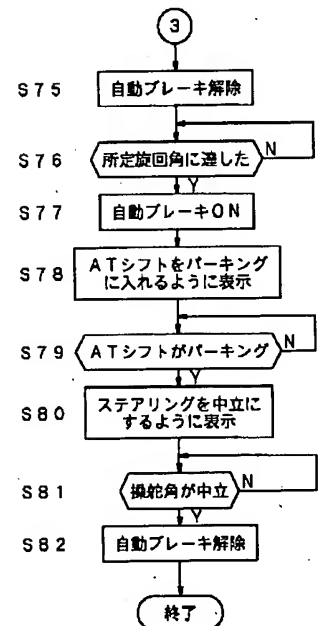 3
S75 自動ブレーキ解除
S76 所定旋回角に達した N
Y
S77 自動ブレーキON
S78 ATシフトをパーキング
に入れるように表示
S79 ATシフトがパーキング N
Y
S80 ステアリングを中立に
するように表示
S81 操舵角が中立 N
Y
S82 自動ブレーキ解除
終了